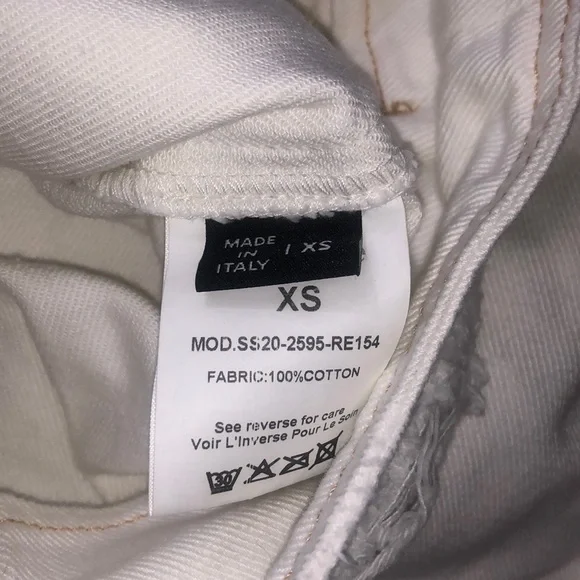 MADE
IN
ITALY
I XS
XS
MOD.SS20-2595-RE154
FABRIC:100%COTTON
See reverse for care
Voir L'Inverse Pour Le Soin
30